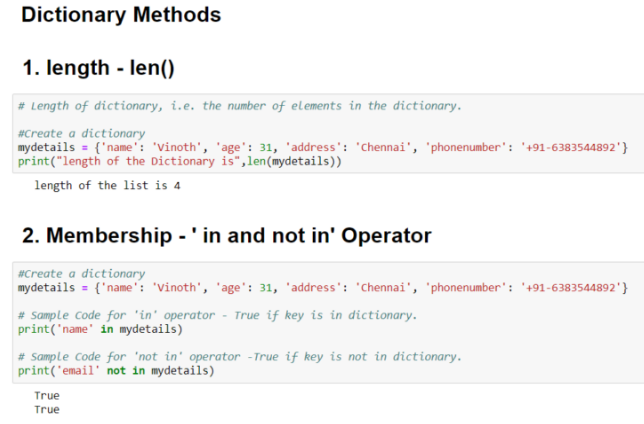 Dictionary Methods
1. length - len()
# Length of dictionary, i.e. the number of elements in the dictionary.
#Create a dictionary
mydetails = {'name': 'Vinoth', 'age': 31, 'address': 'Chennai', 'phonenumber': '+91-6383544892'}
print("length of the Dictionary is",len(mydetails))
length of the list is 4
2. Membership - ' in and not in' Operator
#Create a dictionary
mydetails = {'name': 'Vinoth', 'age': 31, 'address': 'Chennai', 'phonenumber': '+91-6383544892'}
# Sample Code for 'in' operator - True if key is in dictionary.
print('name' in mydetails)
# Sample Code for 'not in' operator -True if key is not in dictionary.
print('email' not in mydetails)
True
True